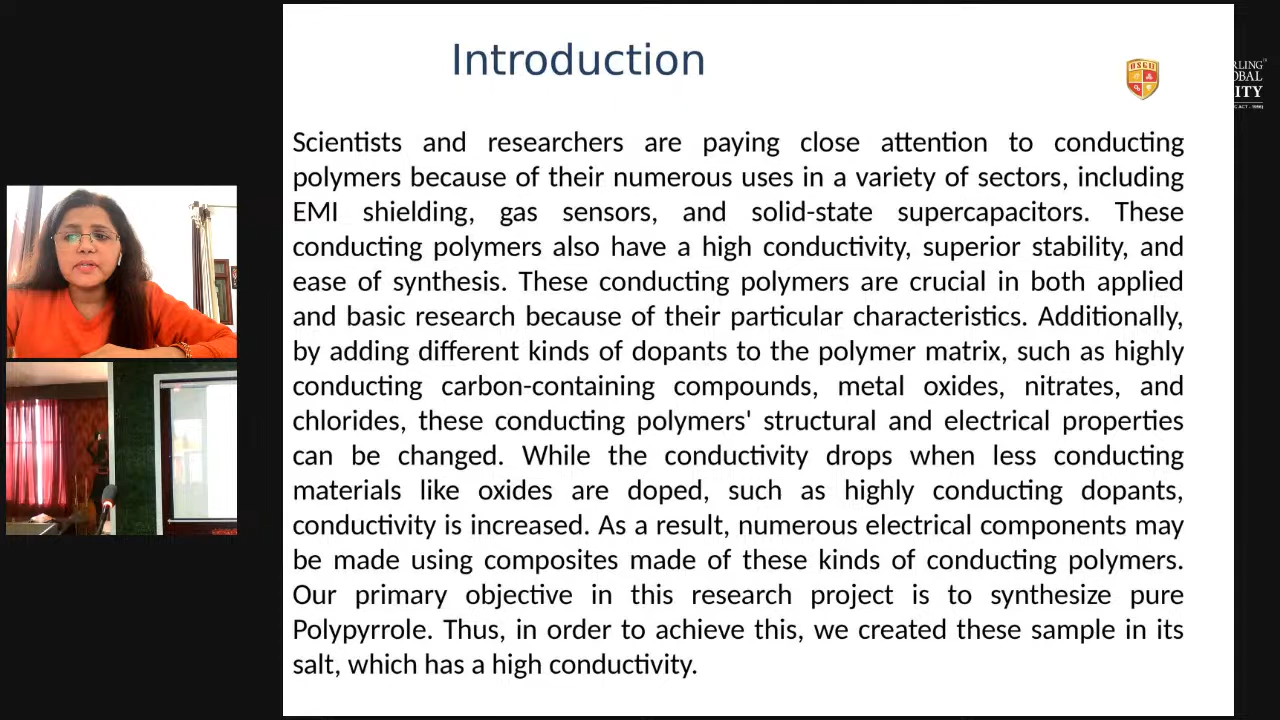 Introduction
Scientists and researchers are paying close attention to conducting
polymers because of their numerous uses in a variety of sectors, including
EMI shielding, gas sensors, and solid-state supercapacitors. These
conducting polymers also have a high conductivity, superior stability, and
ease of synthesis. These conducting polymers are crucial in both applied
and basic research because of their particular characteristics. Additionally,
by adding different kinds of dopants to the polymer matrix, such as highly
conducting carbon-containing compounds, metal oxides, nitrates, and
chlorides, these conducting polymers' structural and electrical properties
can be changed. While the conductivity drops when less conducting
materials like oxides are doped, such as highly conducting dopants,
conductivity is increased. As a result, numerous electrical components may
be made using composites made of these kinds of conducting polymers.
Our primary objective in this research project is to synthesize pure
Polypyrrole. Thus, in order to achieve this, we created these sample in its
salt, which has a high conductivity.
RLING
OBAL
ITY